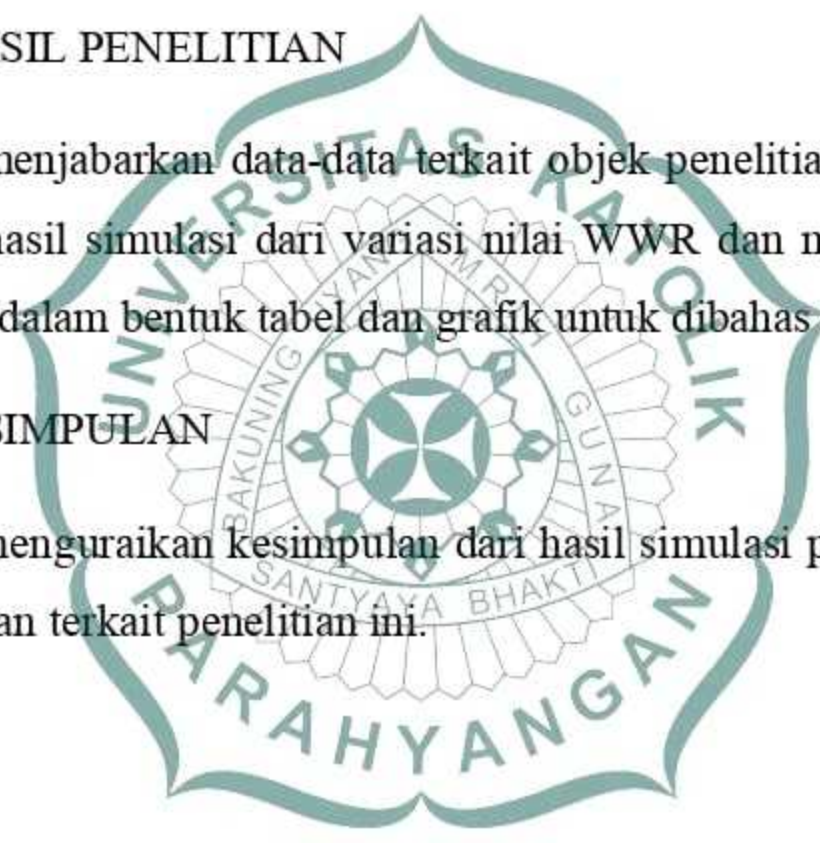 SIL PENELITIAN
menjabarkan data-data terkait objek penelitia
hasil simulasi dari variasi nilai WWR dan
dalam bentuk tabel dan grafik untuk dibahas
SIMPULAN
menguraikan kesimpulan dari hasil simulasi p
an terkait penelitian ini.
UNIVERSITAS KATOLIK
PARAHYANGAN
BAKUNING HYANG MRIH GUNA
SANTYAYA BHAKTI